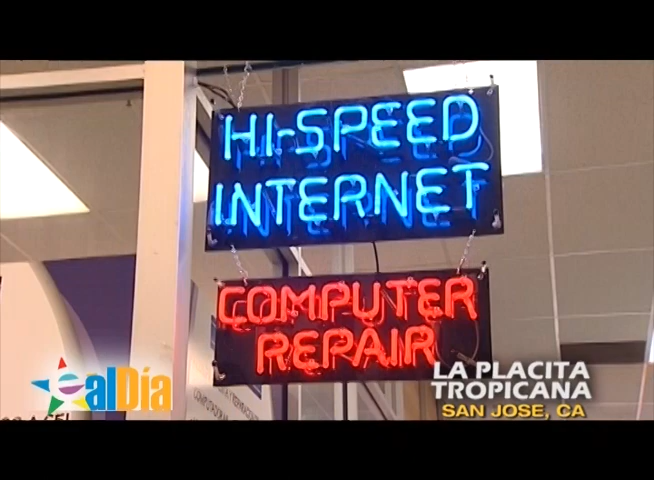 HI-SPEED
INTERNET
COMPUTER
REPAIR
alDía
LA PLACITA
TROPICANA
SAN JOSE, CA